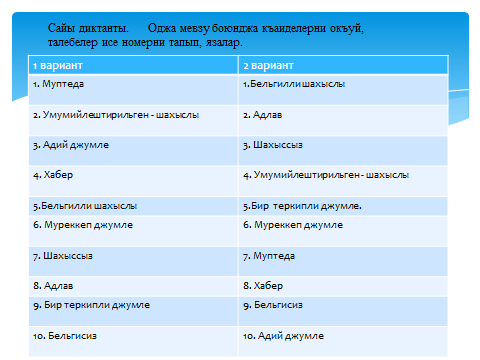 Сайы диктанты. Оджа мевзу боюнджа къаиделерни окъуй,
талебелер исе номерни тапып, язалар.
1 вариант 2 вариант
1. Муптеда 1.Бельгилли шахыслы
2. Умумийлештирильген - шахыслы 2. Адлав
3. Адий джумле 3. Шахыссыз
4. Хабер 4. Умумийлештирильген- шахыслы
5.Бельгилли шахыслы 5.Бир теркипли джумле.
6. Муреккеп джумле 6. Муреккеп джумле
7. Шахыссыз 7. Муптеда
8. Адлав 8. Хабер
9. Бир теркипли джумле 9. Бельгисиз
10. Бельгисиз 10. Адий джумле